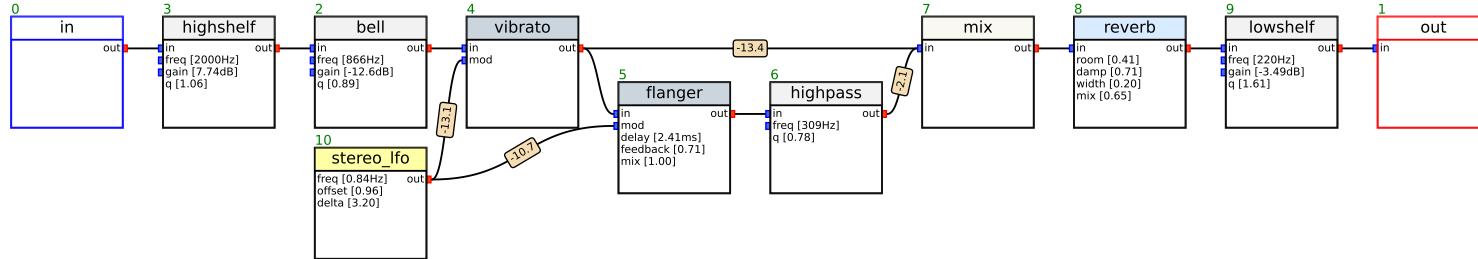 0
in
out
3
highshelf
in out
freq [2000Hz]
gain [7.74dB]
q [1.06]
2
bell
in out
freq [866Hz]
gain [-12.6dB]
q [0.89]
4
vibrato
in out
mod
-13.4
-13.1
-10.7
10
stereo_lfo
freq [0.84Hz] out
offset [0.96]
delta [3.20]
5
flanger
in out
mod
delay [2.41ms]
feedback [0.71]
mix [1.00]
6
highpass
in out
freq [309Hz]
q [0.78]
-2.1
7
mix
in out
8
reverb
in out
room [0.41]
damp [0.71]
width [0.20]
mix [0.65]
9
lowshelf
in out
freq [220Hz]
gain [-3.49dB]
q [1.61]
1
out
in